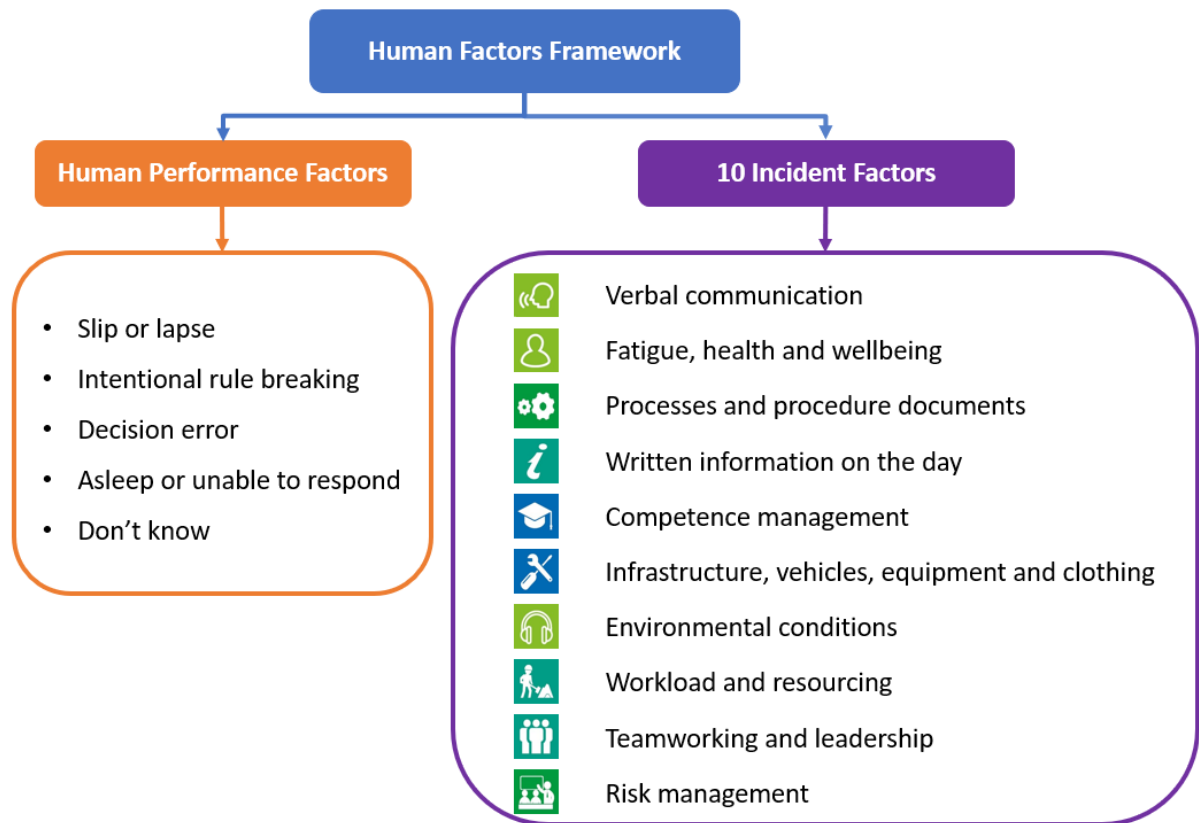 Human Factors Framework
Human Performance Factors
10 Incident Factors
• Slip or lapse
• Intentional rule breaking
• Decision error
• Asleep or unable to respond
• Don’t know
Verbal communication
Fatigue, health and wellbeing
Processes and procedure documents
Written information on the day
Competence management
Infrastructure, vehicles, equipment and clothing
Environmental conditions
Workload and resourcing
Teamworking and leadership
Risk management